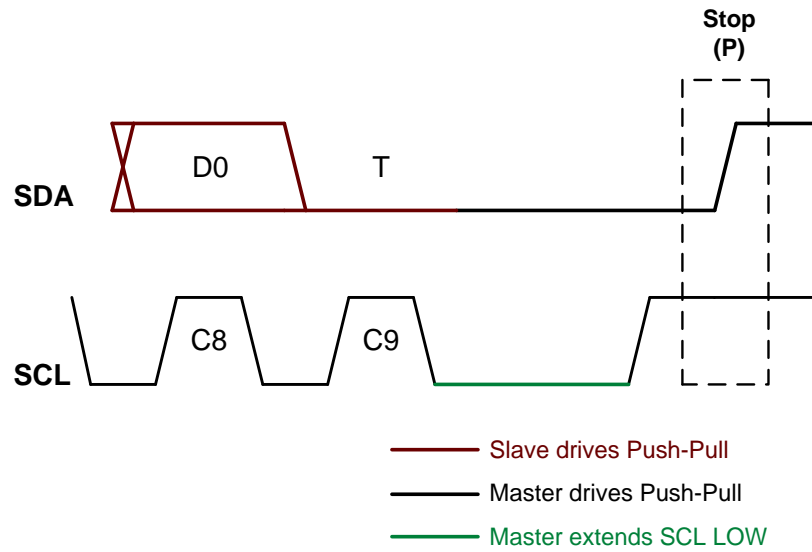 Stop
(P)
D0
T
SDA
C8
C9
SCL
Slave drives Push-Pull
Master drives Push-Pull
Master extends SCL LOW